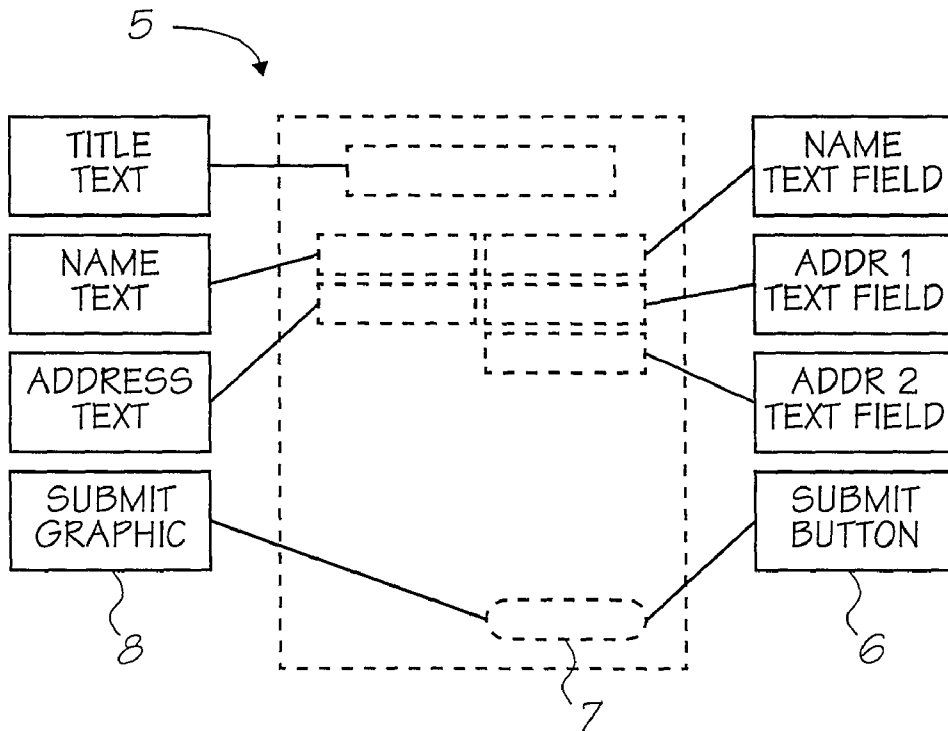 5
TITLE
TEXT
NAME
TEXT
ADDRESS
TEXT
SUBMIT
GRAPHIC
8
NAME
TEXT FIELD
ADDR 1
TEXT FIELD
ADDR 2
TEXT FIELD
SUBMIT
BUTTON
6
7